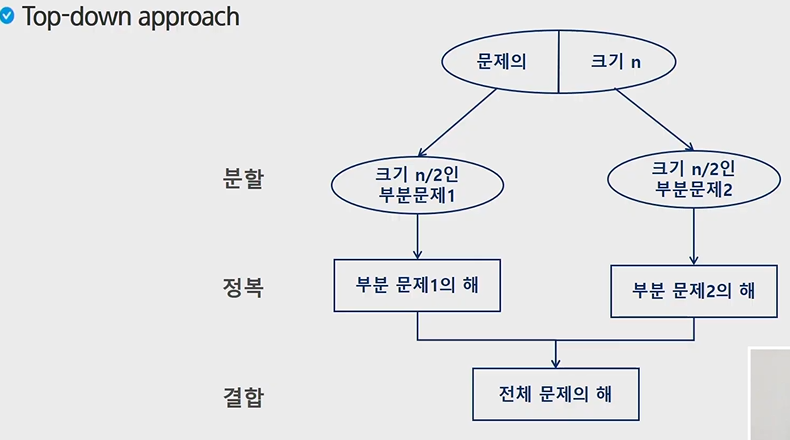 Top-down approach
문제의 크기 n
분할
크기 n/2인
부분문제1
크기 n/2인
부분문제2
정복
부분 문제1의 해
부분 문제2의 해
결합
전체 문제의 해